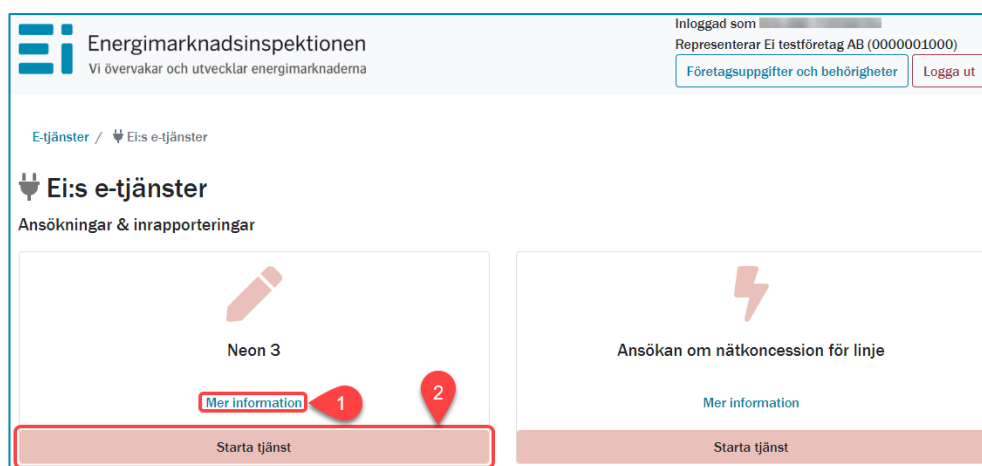 Inloggad som
Energimarknadsinspektionen
Representerar Ei testföretag AB (0000001000)
Vi övervakar och utvecklar energimarknaderna
Företagsuppgifter och behörigheter
Logga ut
E-tjänster / Ei:s e-tjänster
Ei:s e-tjänster
Ansökningar & inrapporteringar
Neon 3
Mer information
1
2
Starta tjänst
Ansökan om nätkoncession för linje
Mer information
Starta tjänst